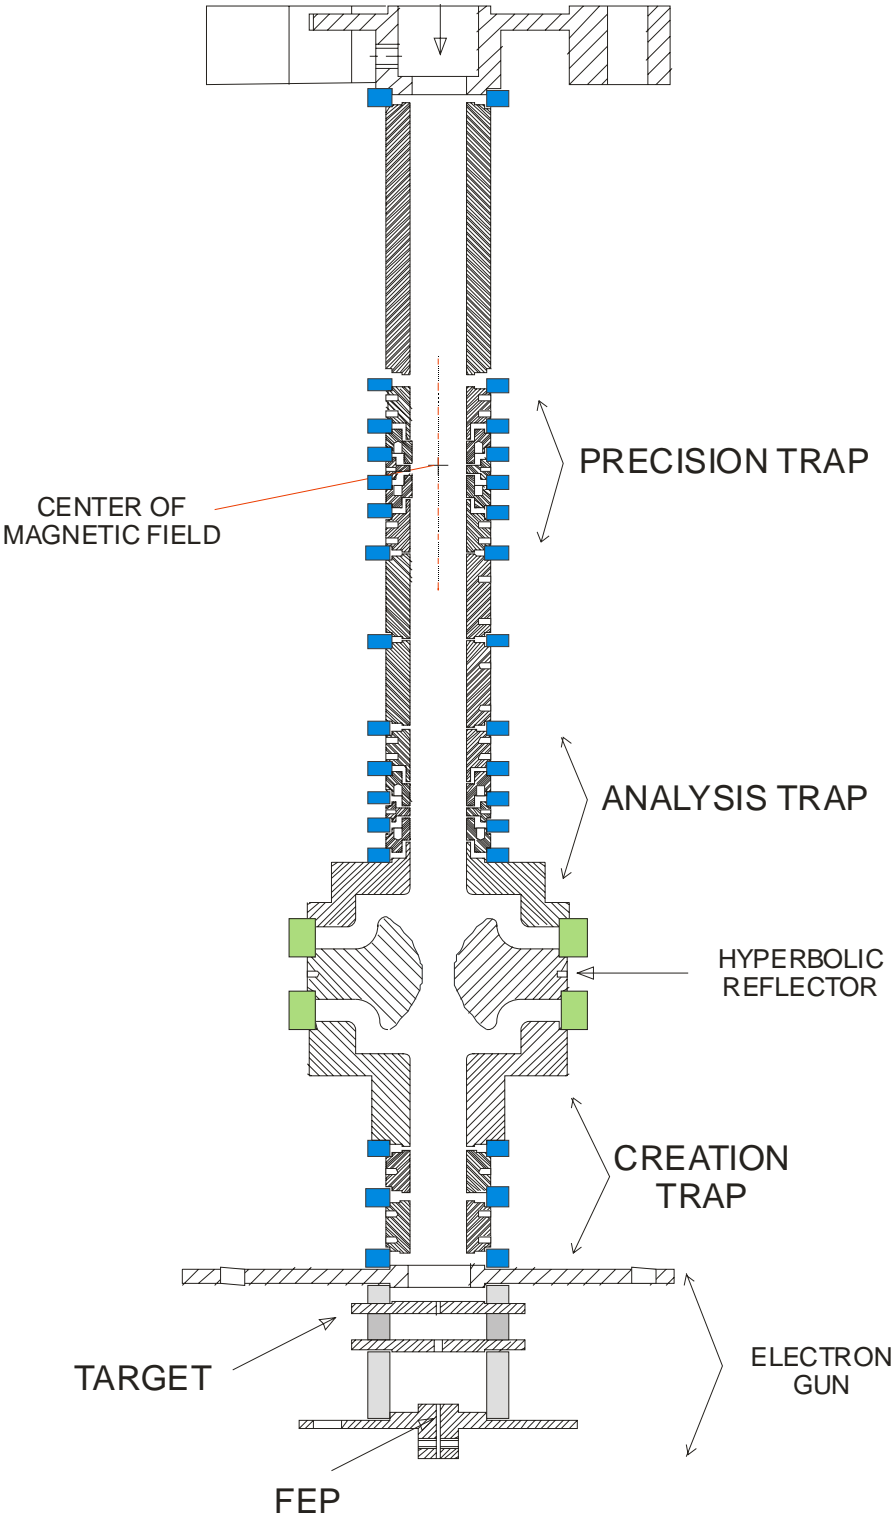 PRECISION TRAP
CENTER OF
MAGNETIC FIELD
ANALYSIS TRAP
HYPERBOLIC
REFLECTOR
CREATION
TRAP
TARGET
ELECTRON
GUN
FEP